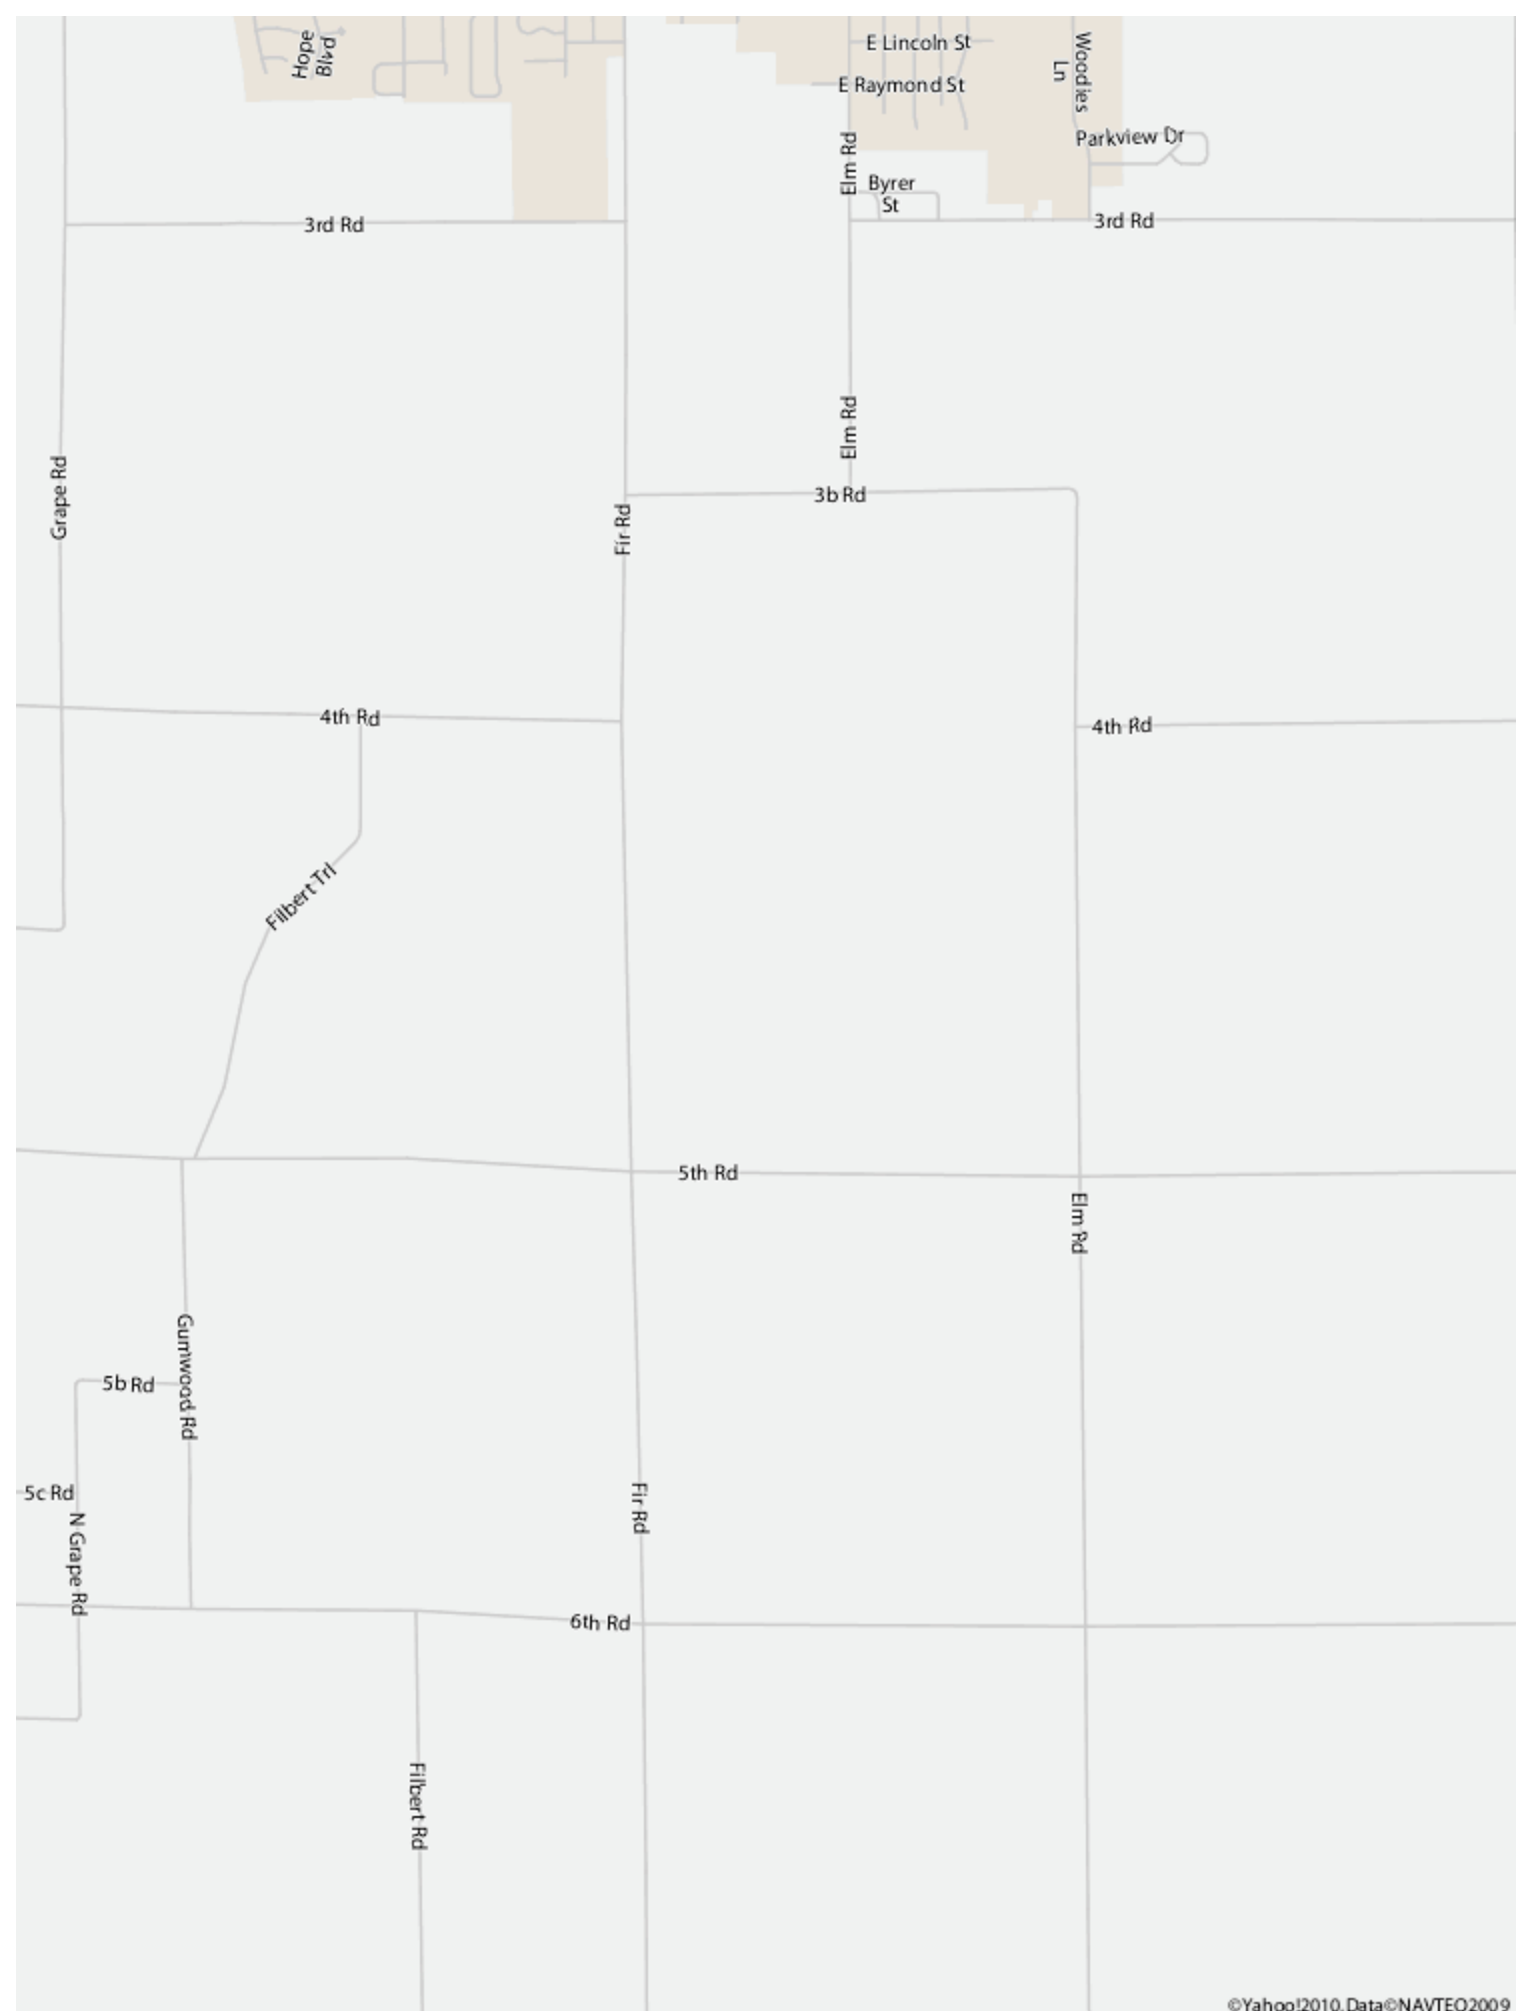 Hope
Blvd
E Lincoln St
Woodies
Ln
E Raymond St
Parkview Dr
Elm Rd
Byrer
St
3rd Rd
3rd Rd
Elm Rd
Grape Rd
3b Rd
Fir Rd
4th Rd
4th Rd
Filbert Trl
5th Rd
Elm Rd
Gumwood Rd
5b Rd
5c Rd
Fir Rd
N Grape Rd
6th Rd
Filbert Rd
©Yahoo!2010, Data©NAVTEQ2009